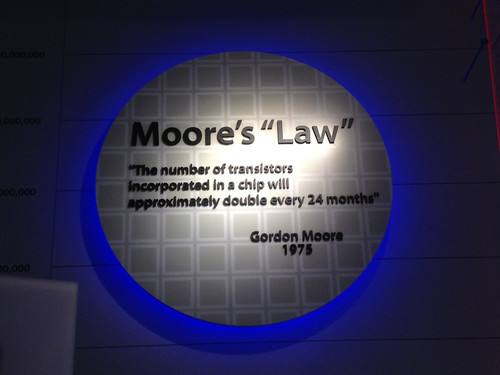 Moore's "Law"
"The number of transistors
incorporated in a chip will
approximately double every 24 months"
Gordon Moore
1975